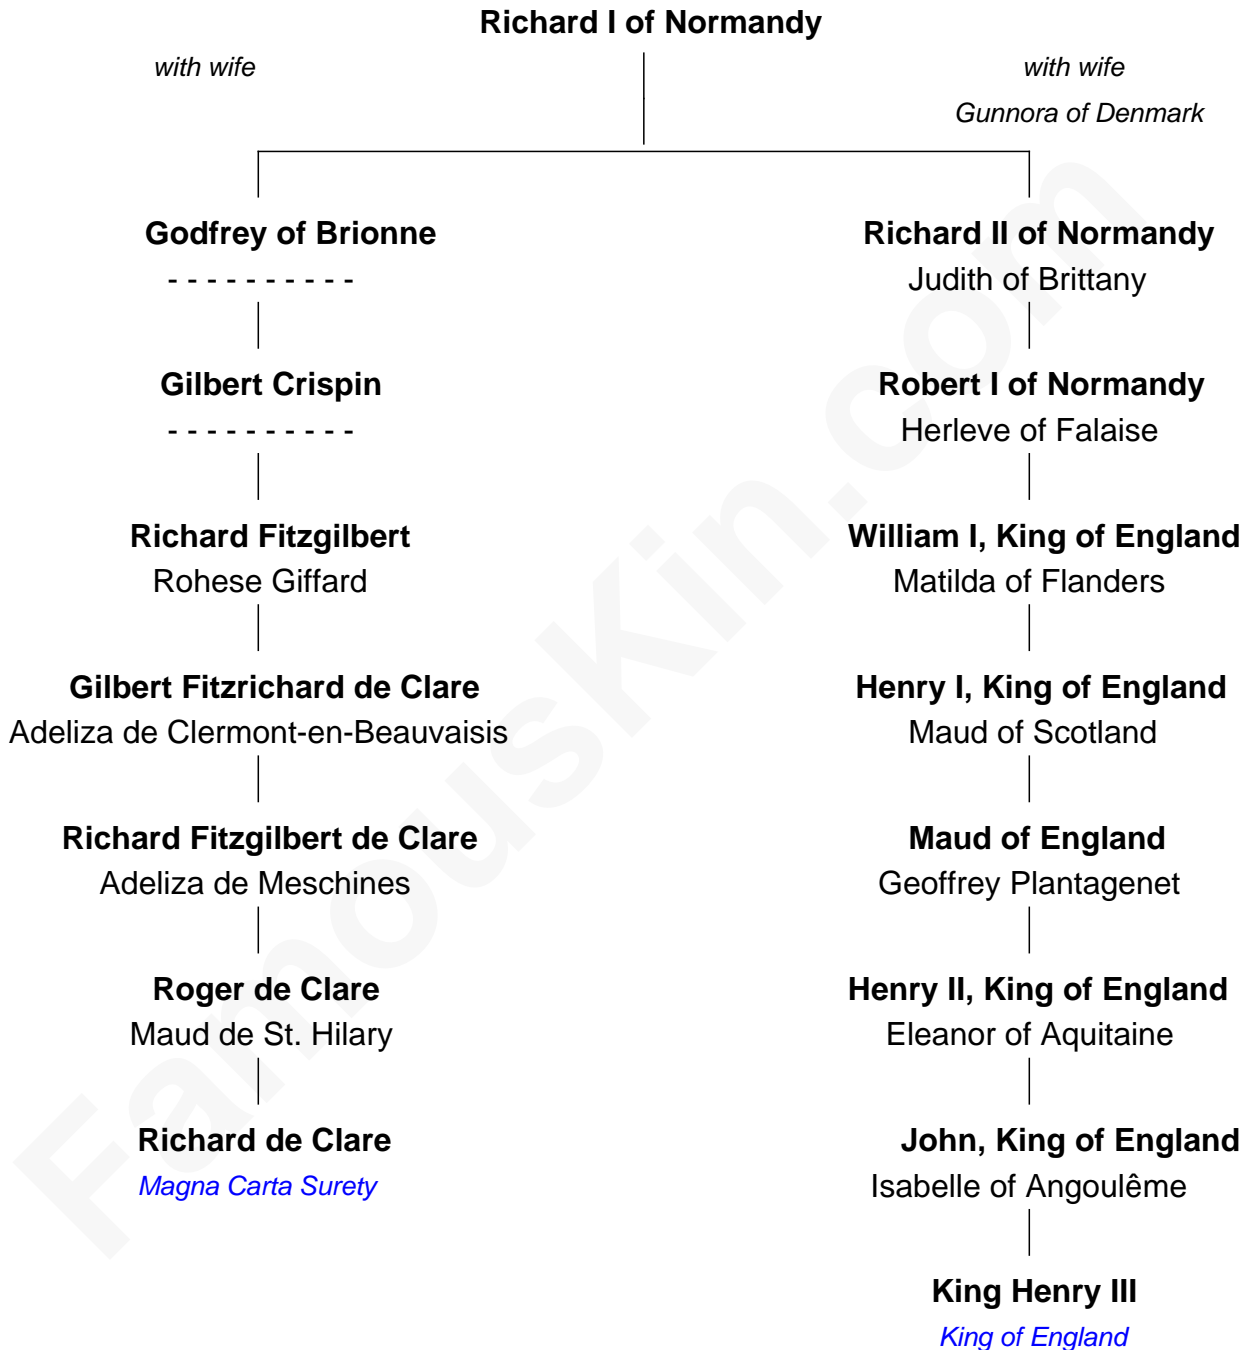 Richard I of Normandy
with wife
with wife
Gunnora of Denmark
Godfrey of Brionne
- - - - - - - - - -
Gilbert Crispin
- - - - - - - - - -
Richard Fitzgilbert
Rohese Giffard
Gilbert Fitzrichard de Clare
Adeliza de Clermont-en-Beauvaisis
Richard Fitzgilbert de Clare
Adeliza de Meschines
Roger de Clare
Maud de St. Hilary
Richard de Clare
Magna Carta Surety
Richard II of Normandy
Judith of Brittany
Robert I of Normandy
Herleve of Falaise
William I, King of England
Matilda of Flanders
Henry I, King of England
Maud of Scotland
Maud of England
Geoffrey Plantagenet
Henry II, King of England
Eleanor of Aquitaine
John, King of England
Isabelle of Angoulême
King Henry III
King of England
FamousKin.com